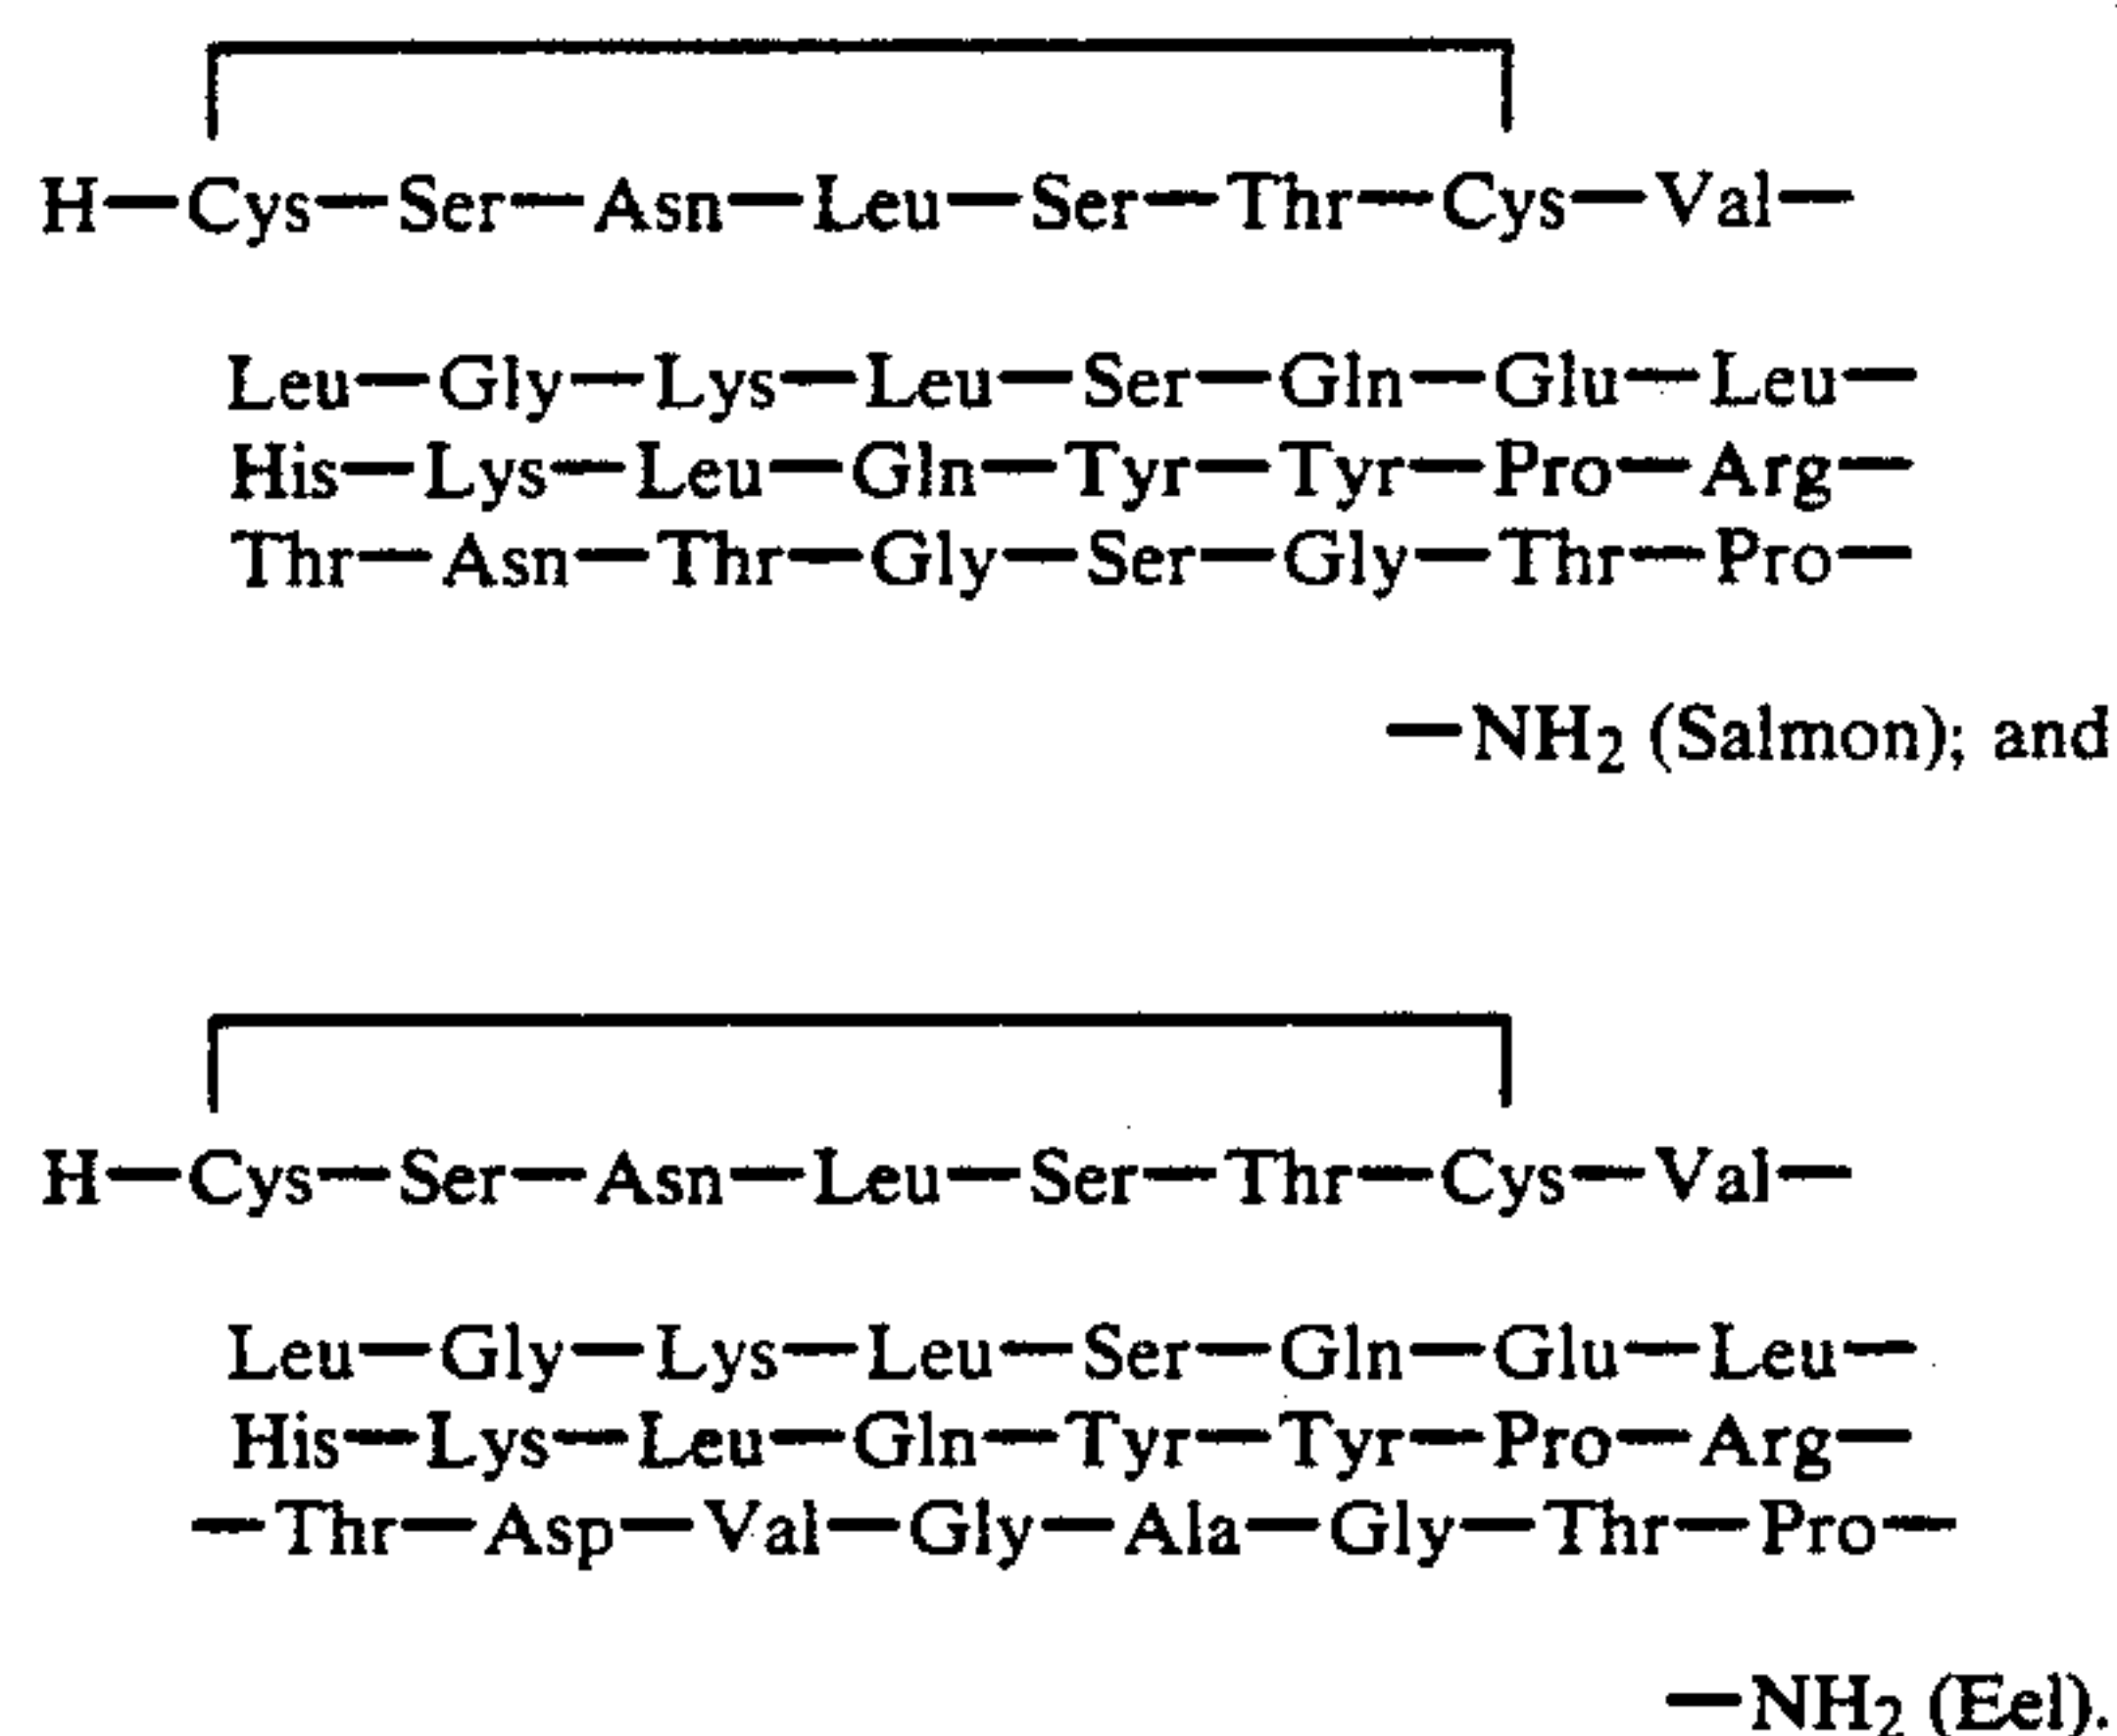 H—Cys—Ser—Asn—Leu—Ser—Thr—Cys—Val—
Leu—Gly—Lys—Leu—Ser—Gln—Glu—Leu—
His—Lys—Leu—Gln—Tyr—Tyr—Pro—Arg—
Thr—Asn—Thr—Gly—Ser—Gly—Thr—Pro—
—NH₂ (Salmon); and
H—Cys—Ser—Asn—Leu—Ser—Thr—Cys—Val—
Leu—Gly—Lys—Leu—Ser—Gln—Glu—Leu—
His—Lys—Leu—Gln—Tyr—Tyr—Pro—Arg—
—Thr—Asp—Val—Gly—Ala—Gly—Thr—Pro—
—NH₂ (Eel).